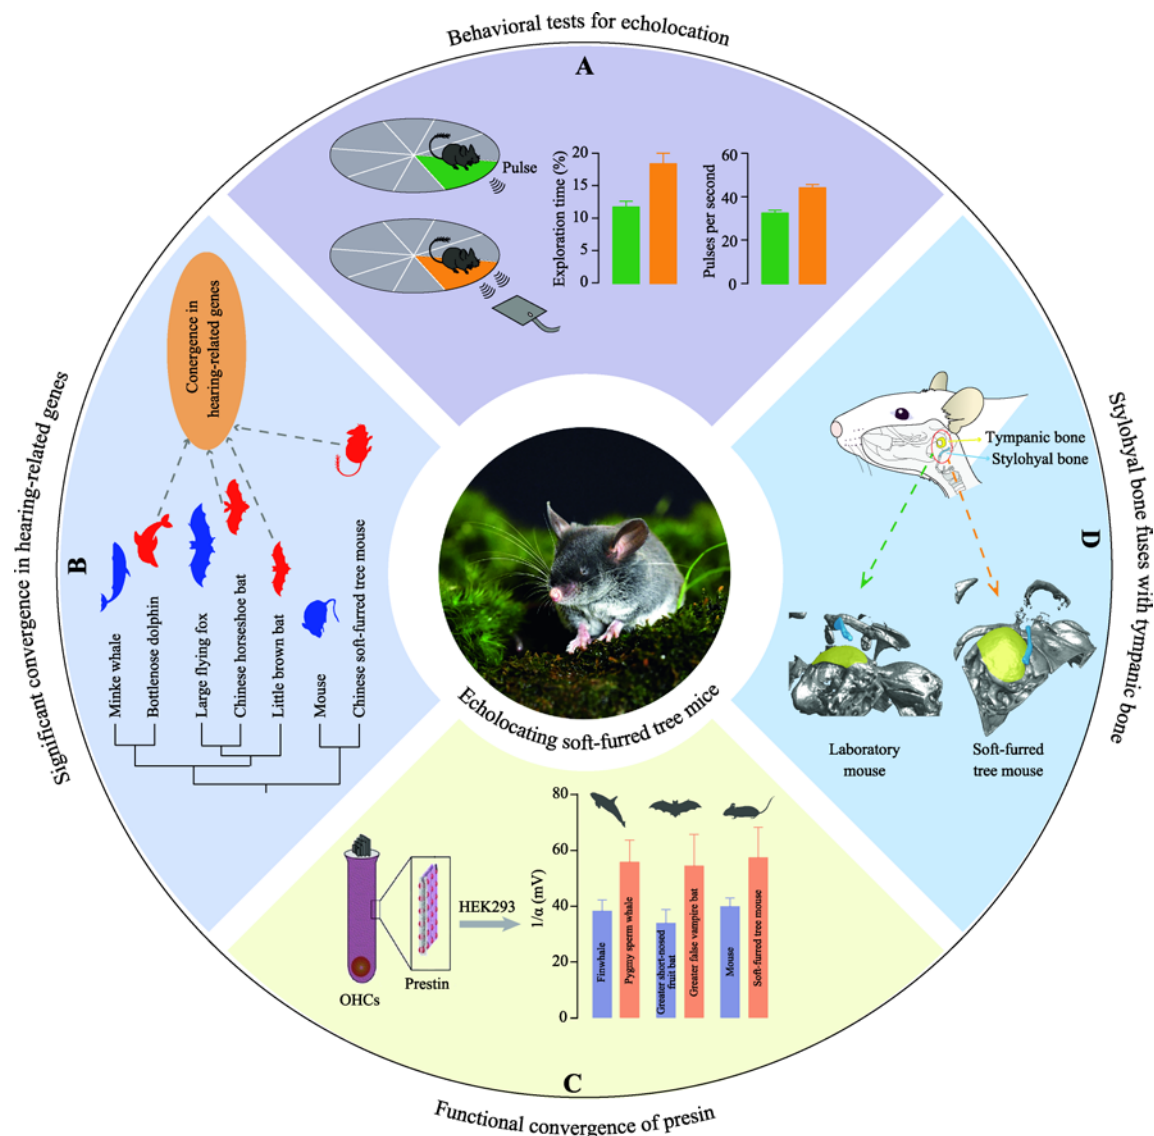 Behavioral tests for echolocation
A
Pulse
Exploration time (%)
20
15
10
5
0
Pulses per second
60
40
20
0
Significant convergence in hearing-related genes
B
Conergence in
hearing-related genes
Minke whale
Bottlenose dolphin
Large flying fox
Chinese horseshoe bat
Little brown bat
Mouse
Chinese soft-furred tree mouse
Echolocating soft-furred tree mice
Stylohyal bone fuses with tympanic bone
D
Tympanic bone
Stylohyal bone
Laboratory
mouse
Soft-furred
tree mouse
OHCs
Prestin
HEK293
1/α (mV)
80
60
40
20
0
Finwhale
Pygmy sperm whale
Greater short-nosed
fruit bat
Greater false vampire bat
Mouse
Soft-furred tree mouse
C
Functional convergence of presin